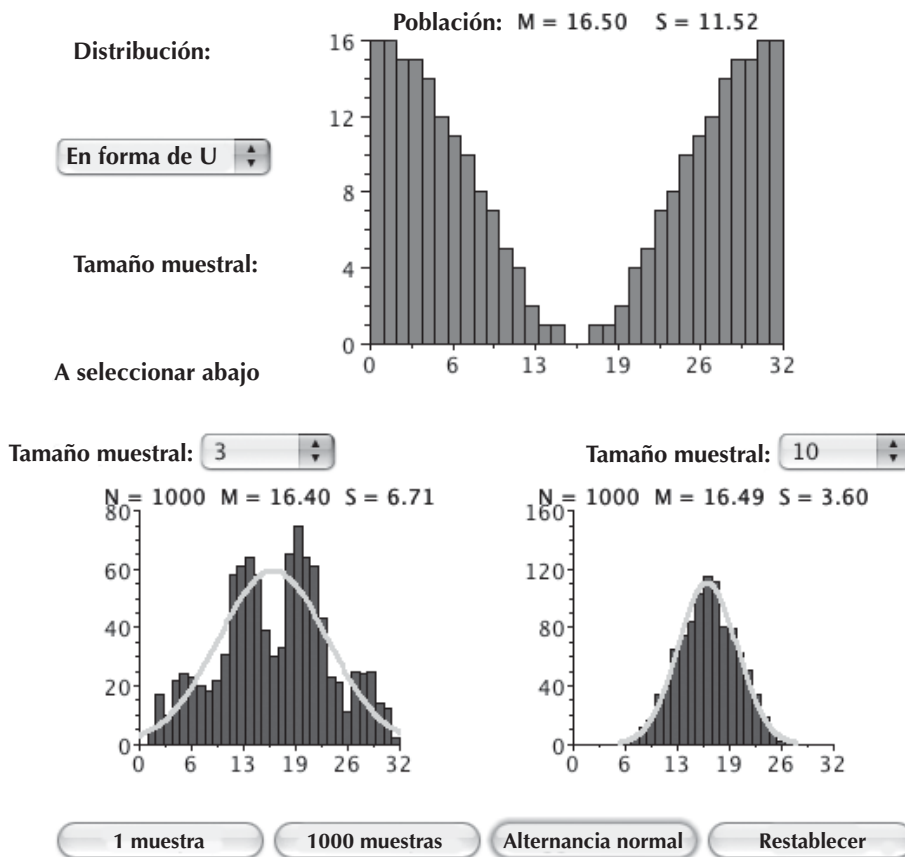 Población: M = 16.50 S = 11.52
Distribución:
16
12
8
4
0
0 6 13 19 26 32
En forma de U
Tamaño muestral:
A seleccionar abajo
Tamaño muestral: 3
N = 1000 M = 16.40 S = 6.71
80
60
40
20
0
0 6 13 19 26 32
Tamaño muestral: 10
N = 1000 M = 16.49 S = 3.60
160
120
80
40
0
0 6 13 19 26 32
1 muestra
1000 muestras
Alternancia normal
Restablecer